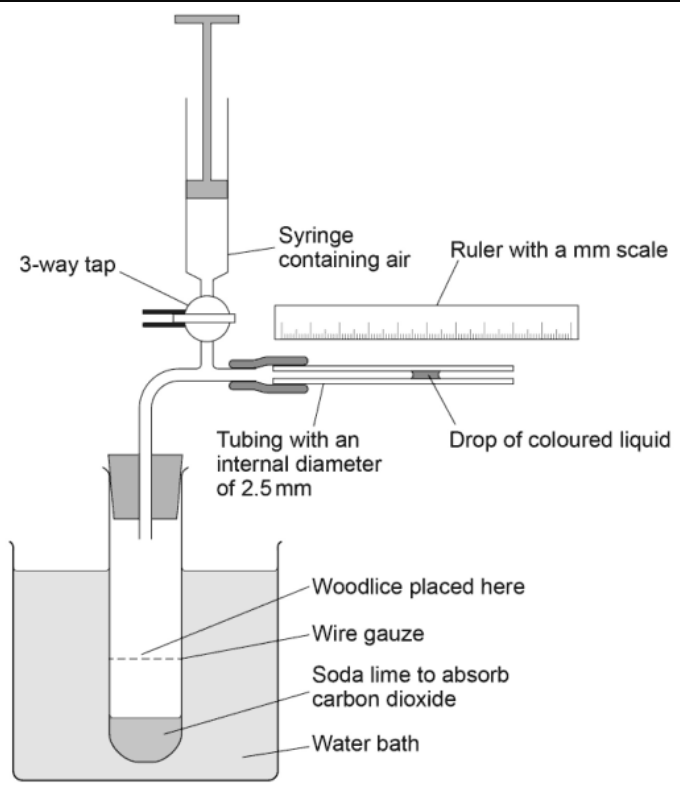 Syringe
containing air
Ruler with a mm scale
3-way tap
Tubing with an
internal diameter
of 2.5 mm
Drop of coloured liquid
Woodlice placed here
Wire gauze
Soda lime to absorb
carbon dioxide
Water bath